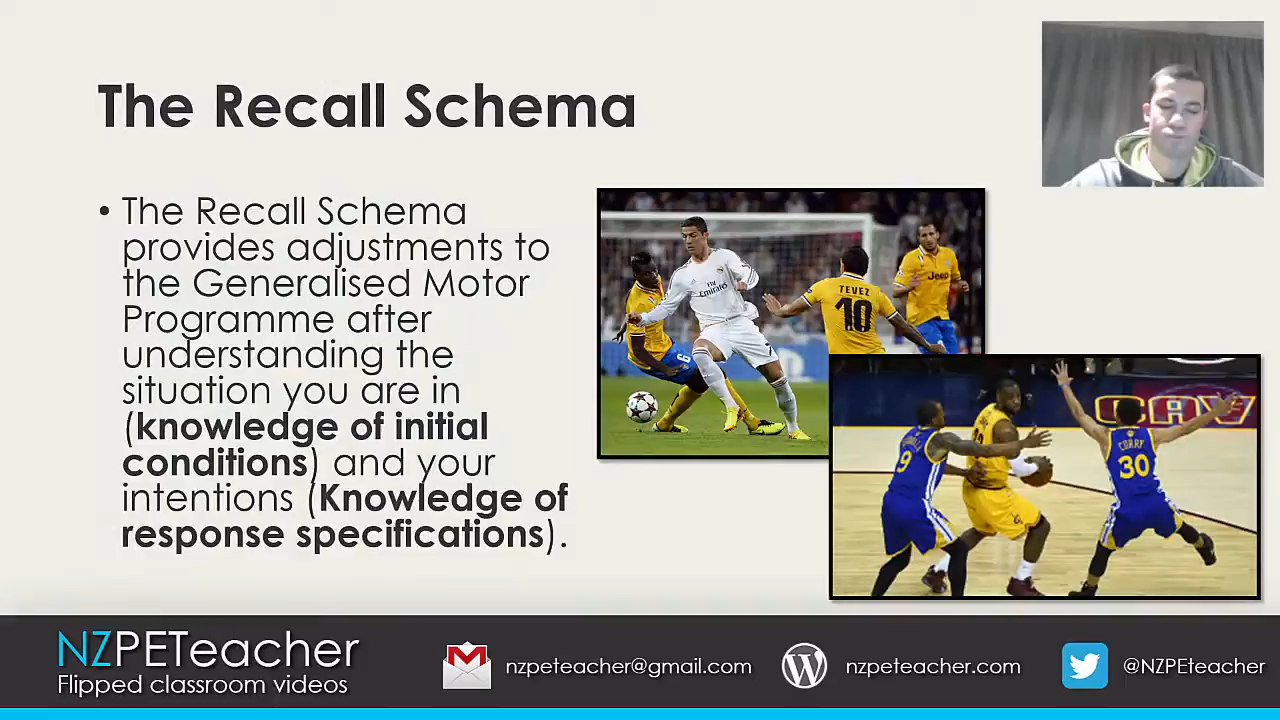 The Recall Schema
• The Recall Schema
provides adjustments to
the Generalised Motor
Programme after
understanding the
situation you are in
(knowledge of initial
conditions) and your
intentions (Knowledge of
response specifications).
Fly
Emirates
6
TEVEZ
10
Jeep
CAV
9
CURRY
30
NZPETeacher
Flipped classroom videos
nzpeteacher@gmail.com
nzpeteacher.com
@NZPEteacher